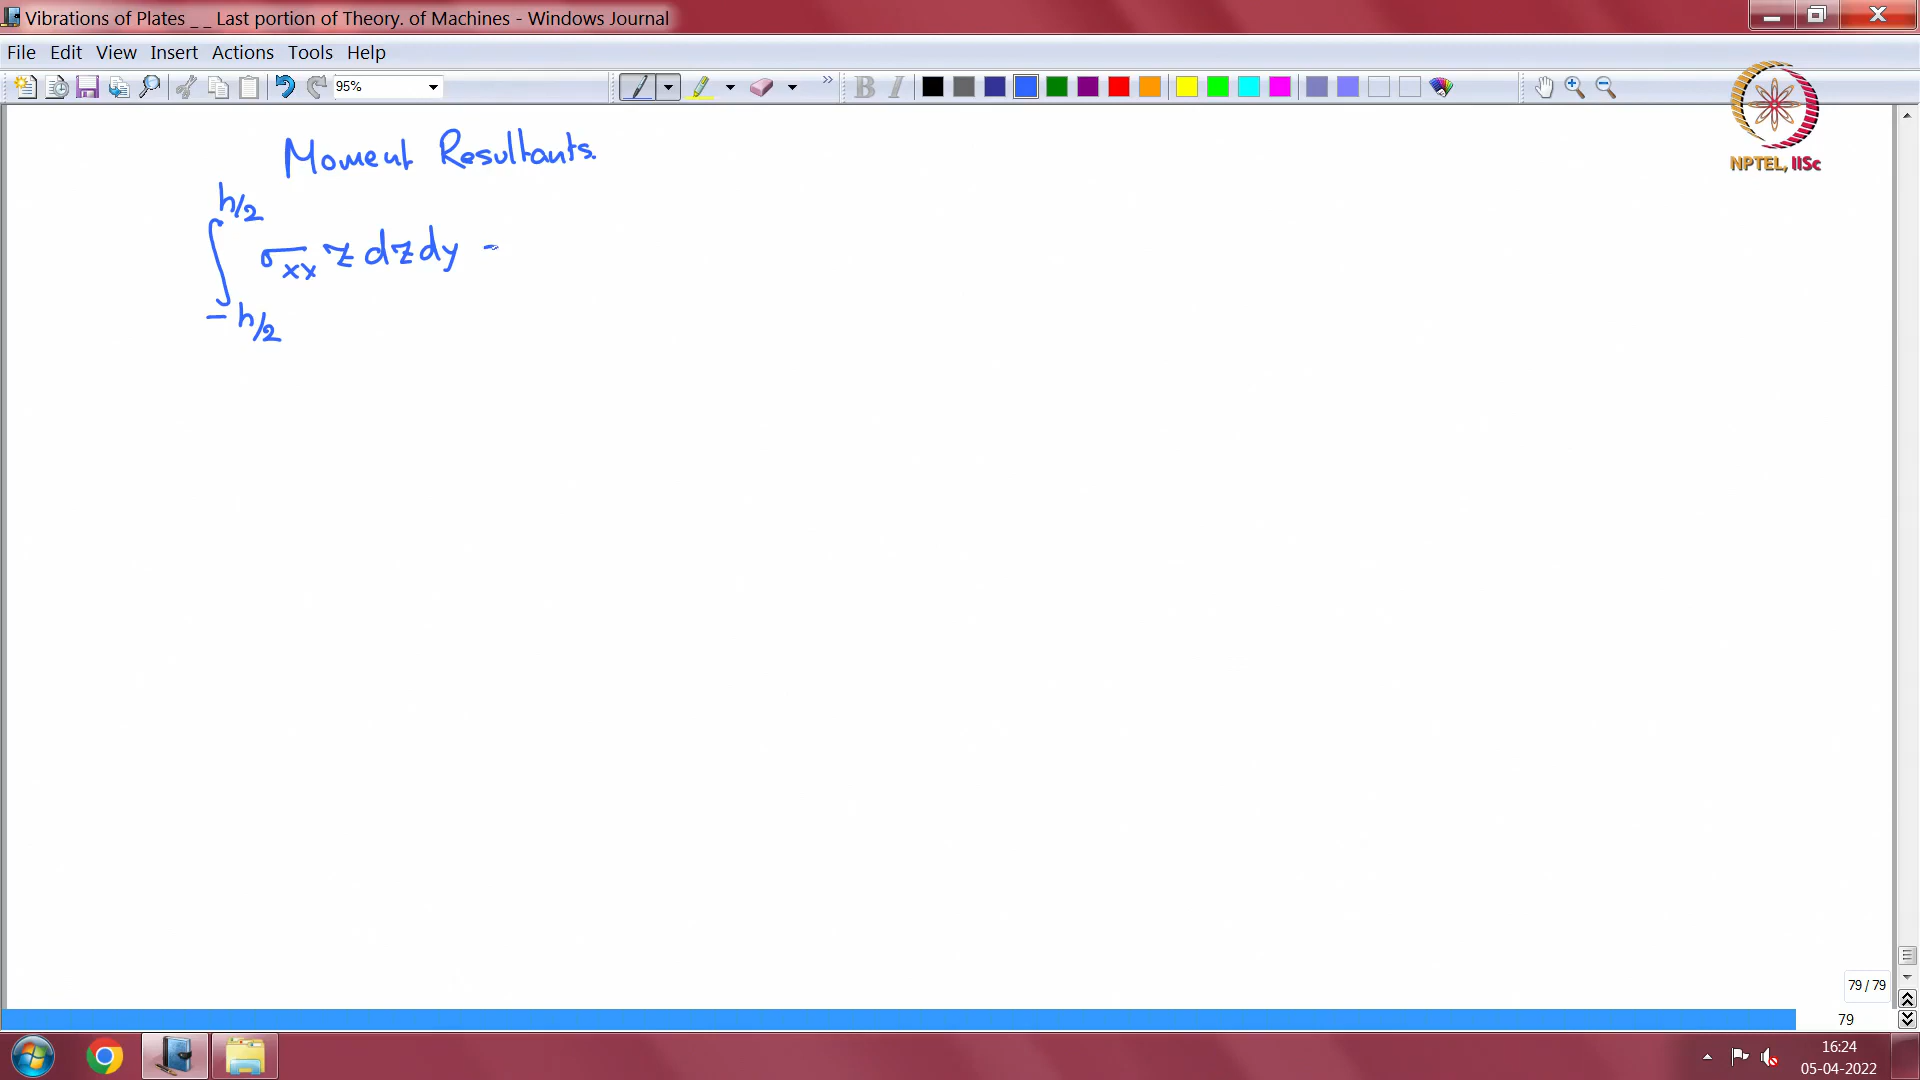 Vibrations of Plates _ _ Last portion of Theory. of Machines - Windows Journal
File Edit View Insert Actions Tools Help
95%
B I
NPTEL, IISc
Moment Resultants.
h/2
σxx z dz dy =
- h/2
79 / 79
79
16:24
05-04-2022